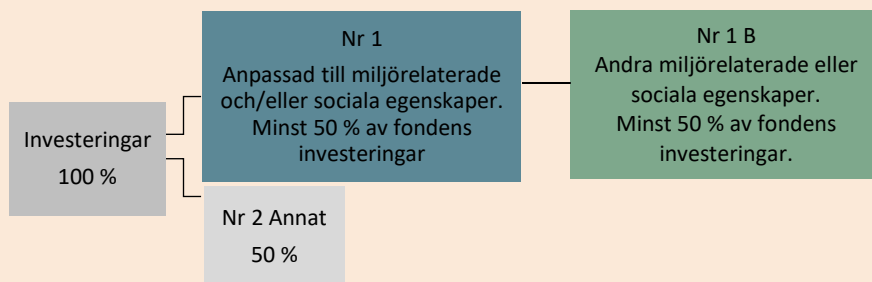 Investeringar
100 %
Nr 1
Anpassad till miljörelaterade
och/eller sociala egenskaper.
Minst 50 % av fondens
investeringar
Nr 1 B
Andra miljörelaterade eller
sociala egenskaper.
Minst 50 % av fondens
investeringar.
Nr 2 Annat
50 %